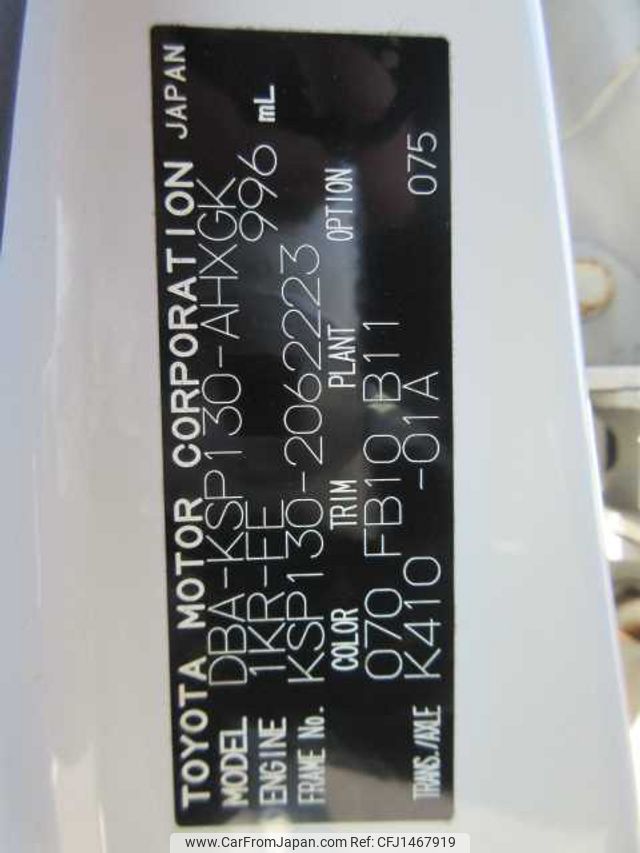 TOYOTA MOTOR CORPORATION JAPAN
MODEL DBA-KSP130-AHXGK
ENGINE 1KR-FE 996 mL
FRAME No. KSP130-2062223
COLOR TRIM PLANT OPTION
070 FB10 B11
TRANS./AXLE K410 -01A 075
www.CarFromJapan.com Ref:CFJ1467919